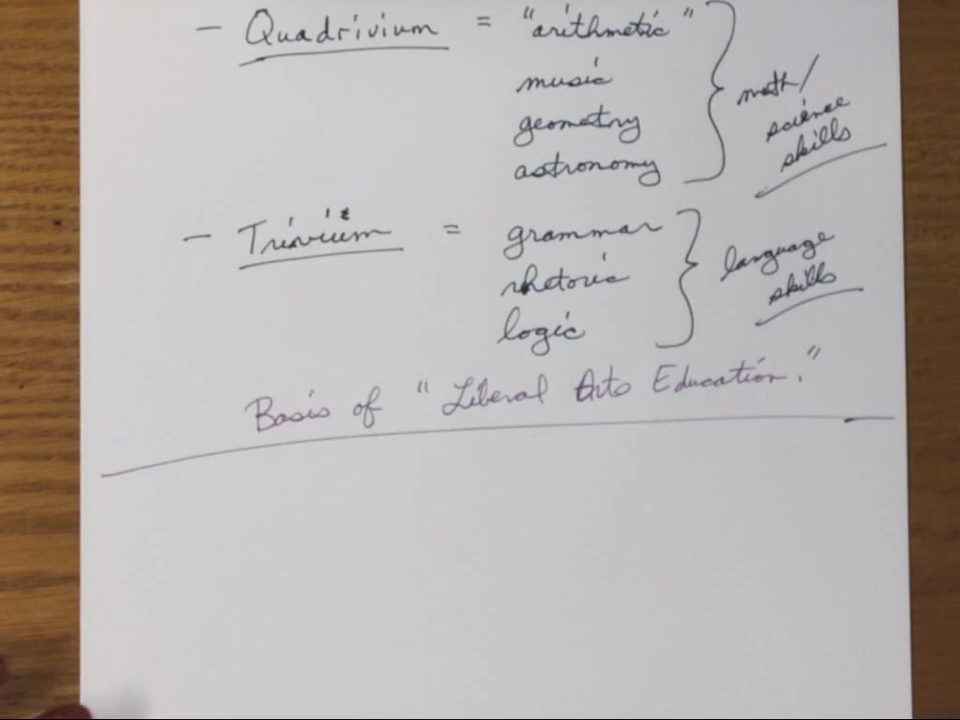 - Quadrivium = "arithmetic"
music
geometry
astronomy
math/
science
skills
- Trivium = grammar
rhetoric
logic
language
skills
Basis of "Liberal Arts Education."